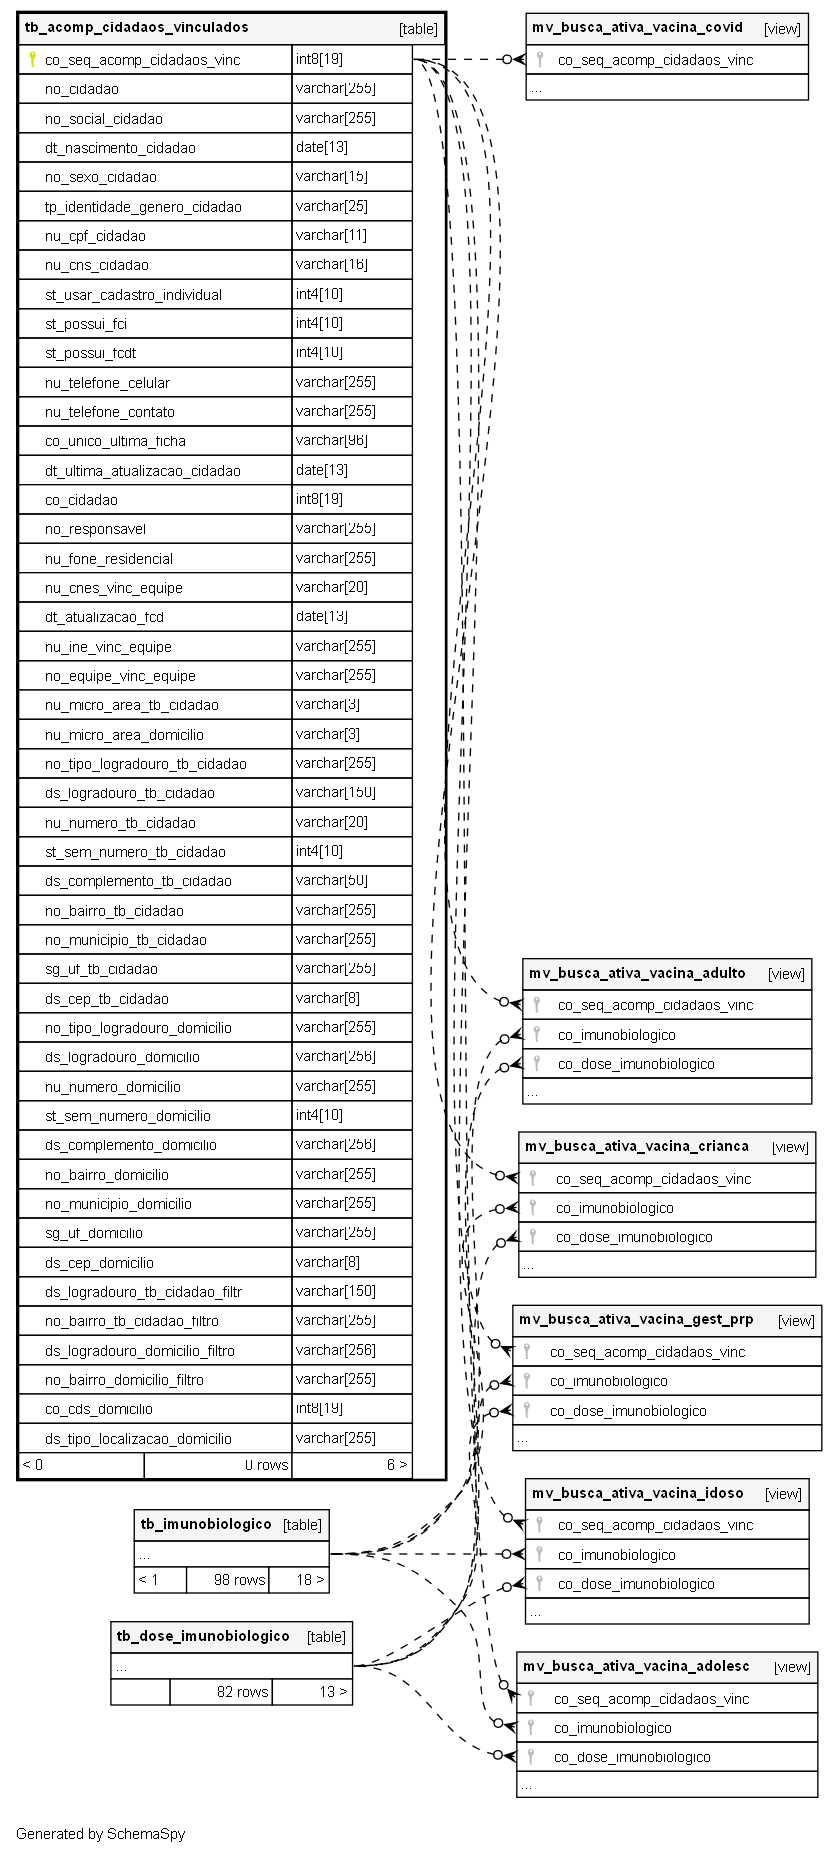 tb_acomp_cidadaos_vinculados [table]
co_seq_acomp_cidadaos_vinc int8[19]
no_cidadao varchar[255]
no_social_cidadao varchar[255]
dt_nascimento_cidadao date[13]
no_sexo_cidadao varchar[15]
tp_identidade_genero_cidadao varchar[25]
nu_cpf_cidadao varchar[11]
nu_cns_cidadao varchar[16]
st_usar_cadastro_individual int4[10]
st_possui_fci int4[10]
st_possui_fcdt int4[10]
nu_telefone_celular varchar[255]
nu_telefone_contato varchar[255]
co_unico_ultima_ficha varchar[96]
dt_ultima_atualizacao_cidadao date[13]
co_cidadao int8[19]
no_responsavel varchar[255]
nu_fone_residencial varchar[255]
nu_cnes_vinc_equipe varchar[20]
dt_atualizacao_fcd date[13]
nu_ine_vinc_equipe varchar[255]
no_equipe_vinc_equipe varchar[255]
nu_micro_area_tb_cidadao varchar[3]
nu_micro_area_domicilio varchar[3]
no_tipo_logradouro_tb_cidadao varchar[255]
ds_logradouro_tb_cidadao varchar[150]
nu_numero_tb_cidadao varchar[20]
st_sem_numero_tb_cidadao int4[10]
ds_complemento_tb_cidadao varchar[50]
no_bairro_tb_cidadao varchar[255]
no_municipio_tb_cidadao varchar[255]
sg_uf_tb_cidadao varchar[255]
ds_cep_tb_cidadao varchar[8]
no_tipo_logradouro_domicilio varchar[255]
ds_logradouro_domicilio varchar[256]
nu_numero_domicilio varchar[255]
st_sem_numero_domicilio int4[10]
ds_complemento_domicilio varchar[256]
no_bairro_domicilio varchar[255]
no_municipio_domicilio varchar[255]
sg_uf_domicilio varchar[255]
ds_cep_domicilio varchar[8]
ds_logradouro_tb_cidadao_filtr varchar[150]
no_bairro_tb_cidadao_filtro varchar[255]
ds_logradouro_domicilio_filtro varchar[256]
no_bairro_domicilio_filtro varchar[255]
co_cds_domicilio int8[19]
ds_tipo_localizacao_domicilio varchar[255]
< 0 0 rows 6 >
tb_imunobiologico [table]
...
< 1 98 rows 18 >
tb_dose_imunobiologico [table]
...
82 rows 13 >
mv_busca_ativa_vacina_covid [view]
co_seq_acomp_cidadaos_vinc
...
mv_busca_ativa_vacina_adulto [view]
co_seq_acomp_cidadaos_vinc
co_imunobiologico
co_dose_imunobiologico
...
mv_busca_ativa_vacina_crianca [view]
co_seq_acomp_cidadaos_vinc
co_imunobiologico
co_dose_imunobiologico
...
mv_busca_ativa_vacina_gest_prp [view]
co_seq_acomp_cidadaos_vinc
co_imunobiologico
co_dose_imunobiologico
...
mv_busca_ativa_vacina_idoso [view]
co_seq_acomp_cidadaos_vinc
co_imunobiologico
co_dose_imunobiologico
...
mv_busca_ativa_vacina_adolesc [view]
co_seq_acomp_cidadaos_vinc
co_imunobiologico
co_dose_imunobiologico
...
Generated by SchemaSpy